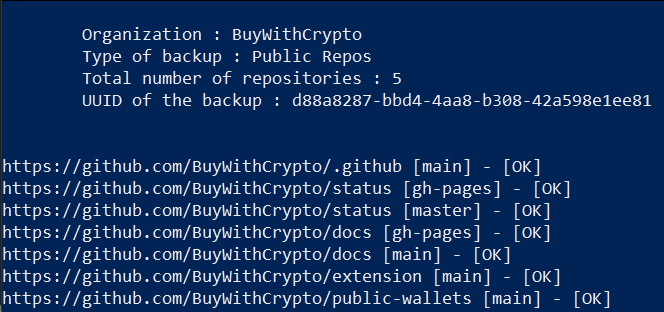 Organization : BuyWithCrypto
Type of backup : Public Repos
Total number of repositories : 5
UUID of the backup : d88a8287-bbd4-4aa8-b308-42a598e1ee81
https://github.com/BuyWithCrypto/.github [main] - [OK]
https://github.com/BuyWithCrypto/status [gh-pages] - [OK]
https://github.com/BuyWithCrypto/status [master] - [OK]
https://github.com/BuyWithCrypto/docs [gh-pages] - [OK]
https://github.com/BuyWithCrypto/docs [main] - [OK]
https://github.com/BuyWithCrypto/extension [main] - [OK]
https://github.com/BuyWithCrypto/public-wallets [main] - [OK]